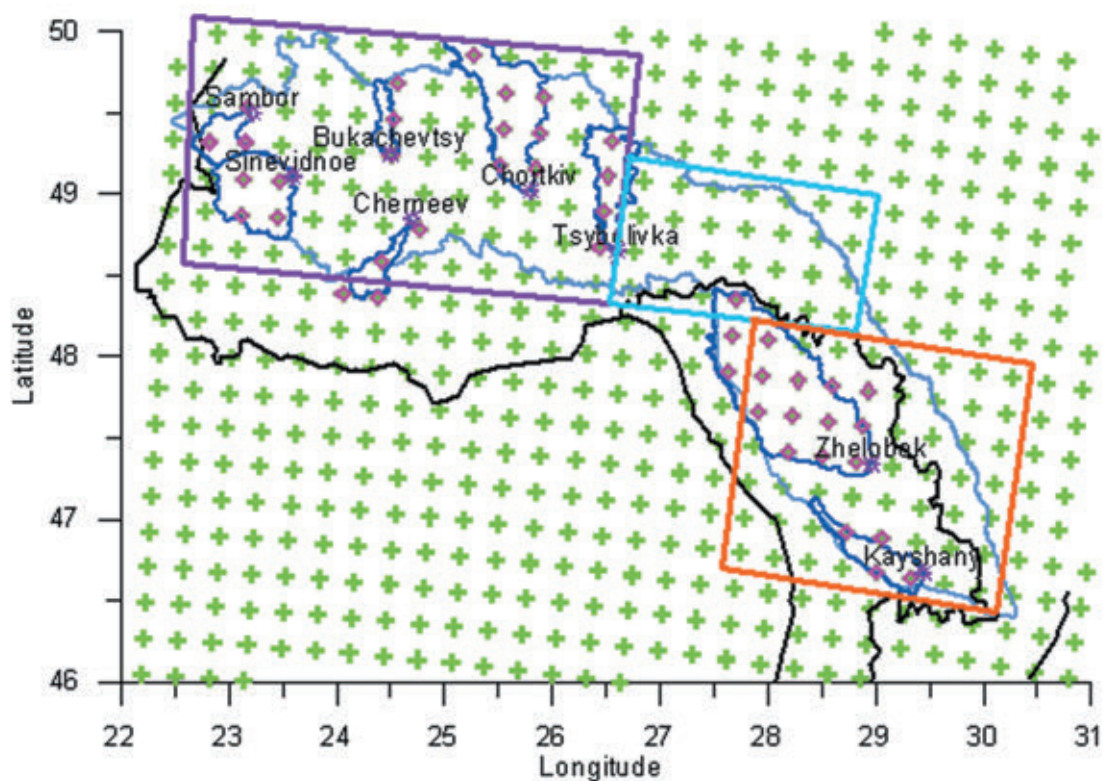 50
Sambor
Bukachevtsy
Sinevidnoe
Chortkiv
49
Cherneev
Tsybulivka
48
Latitude
Zhelobok
47
Kayshany
46
22 23 24 25 26 27 28 29 30 31
Longitude